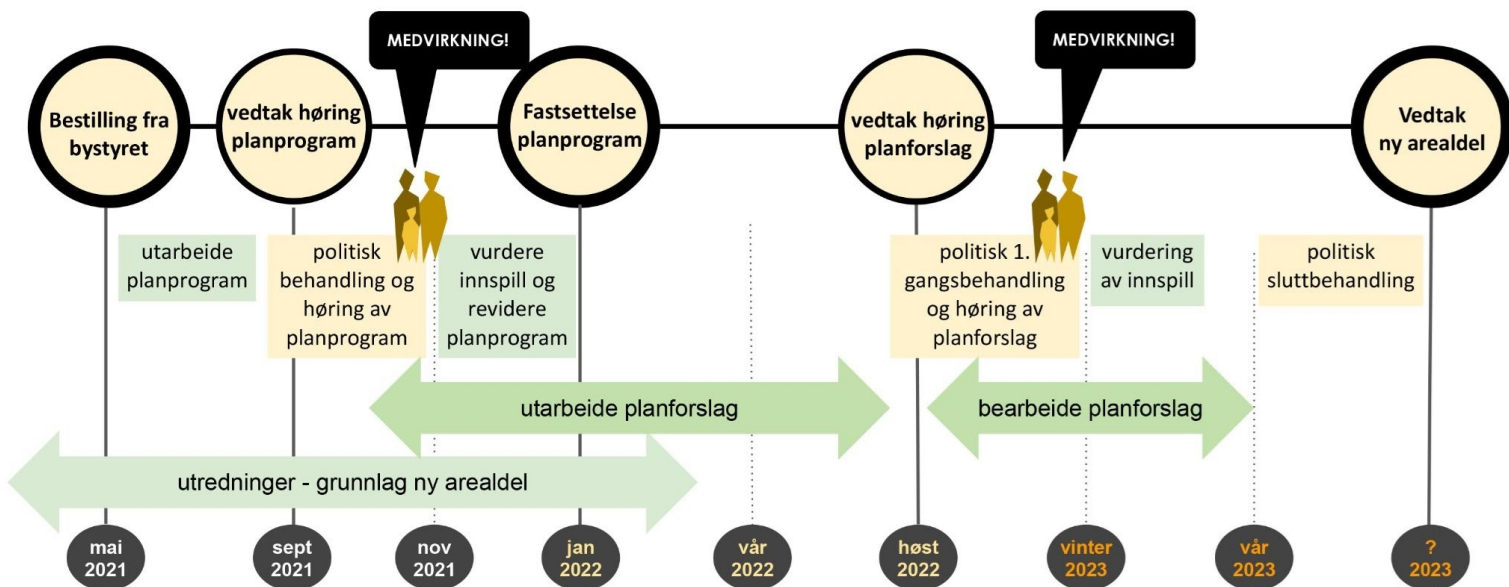 MEDVIRKNING!
MEDVIRKNING!
Bestilling fra
bystyret
vedtak høring
planprogram
Fastsettelse
planprogram
vedtak høring
planforslag
Vedtak
ny arealdel
utarbeide
planprogram
politisk
behandling og
høring av
planprogram
vurdere
innspill og
revidere
planprogram
politisk 1.
gangsbehandling
og høring av
planforslag
vurdering
av innspill
politisk
sluttbehandling
utarbeide planforslag
bearbeide planforslag
utredninger - grunnlag ny arealdel
mai
2021
sept
2021
nov
2021
jan
2022
vår
2022
høst
2022
vinter
2023
vår
2023
?
2023